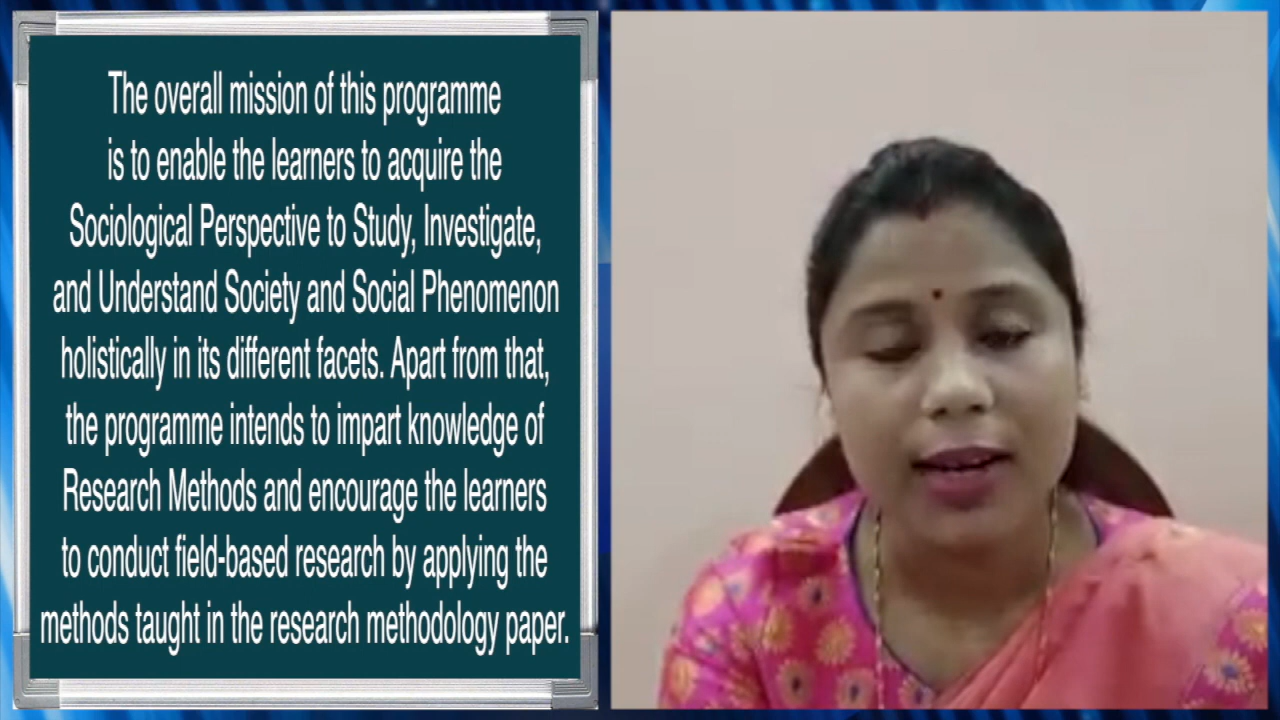 The overall mission of this programme
is to enable the learners to acquire the
Sociological Perspective to Study, Investigate,
and Understand Society and Social Phenomenon
holistically in its different facets. Apart from that,
the programme intends to impart knowledge of
Research Methods and encourage the learners
to conduct field-based research by applying the
methods taught in the research methodology paper.